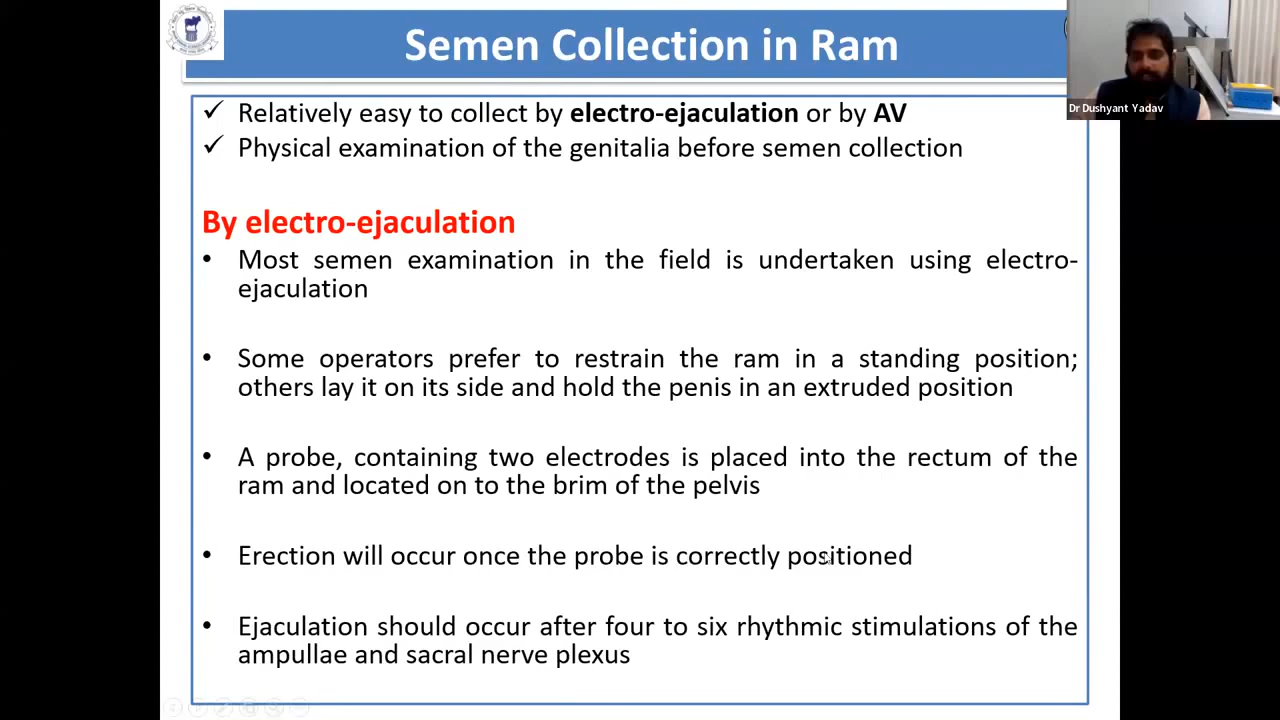 Semen Collection in Ram
Dr Dushyant Yadav
✓ Relatively easy to collect by electro-ejaculation or by AV
✓ Physical examination of the genitalia before semen collection
By electro-ejaculation
• Most semen examination in the field is undertaken using electro-
ejaculation
• Some operators prefer to restrain the ram in a standing position;
others lay it on its side and hold the penis in an extruded position
• A probe, containing two electrodes is placed into the rectum of the
ram and located on to the brim of the pelvis
• Erection will occur once the probe is correctly positioned
• Ejaculation should occur after four to six rhythmic stimulations of the
ampullae and sacral nerve plexus